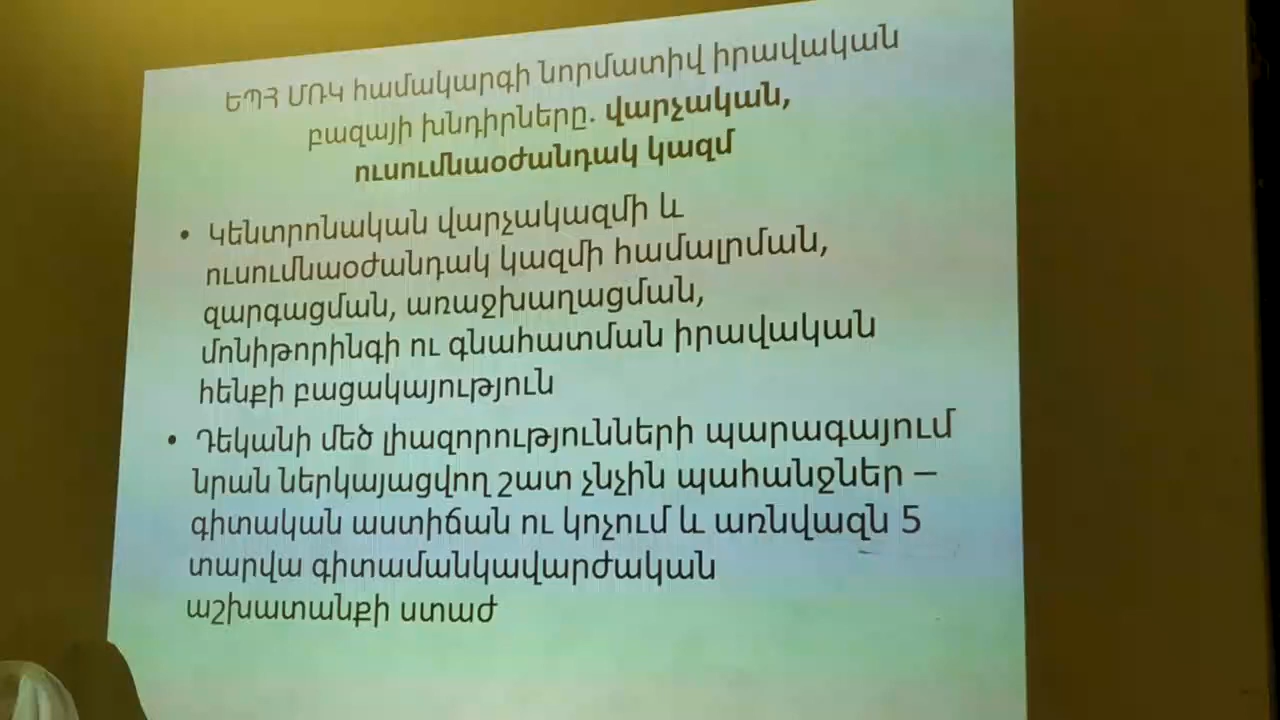 ԵՊՀ ՄՌԿ համակարգի նորմատիվ իրավական
բազայի խնդիրները. վարչական,
ուսումնաօժանդակ կազմ
• Կենտրոնական վարչակազմի և
ուսումնաօժանդակ կազմի համալրման,
զարգացման, առաջխաղացման,
մոնիթորինգի ու գնահատման իրավական
հենքի բացակայություն
• Դեկանի մեծ լիազորությունների պարագայում
նրան ներկայացվող շատ չնչին պահանջներ –
գիտական աստիճան ու կոչում և առնվազն 5
տարվա գիտամանկավարժական
աշխատանքի ստաժ